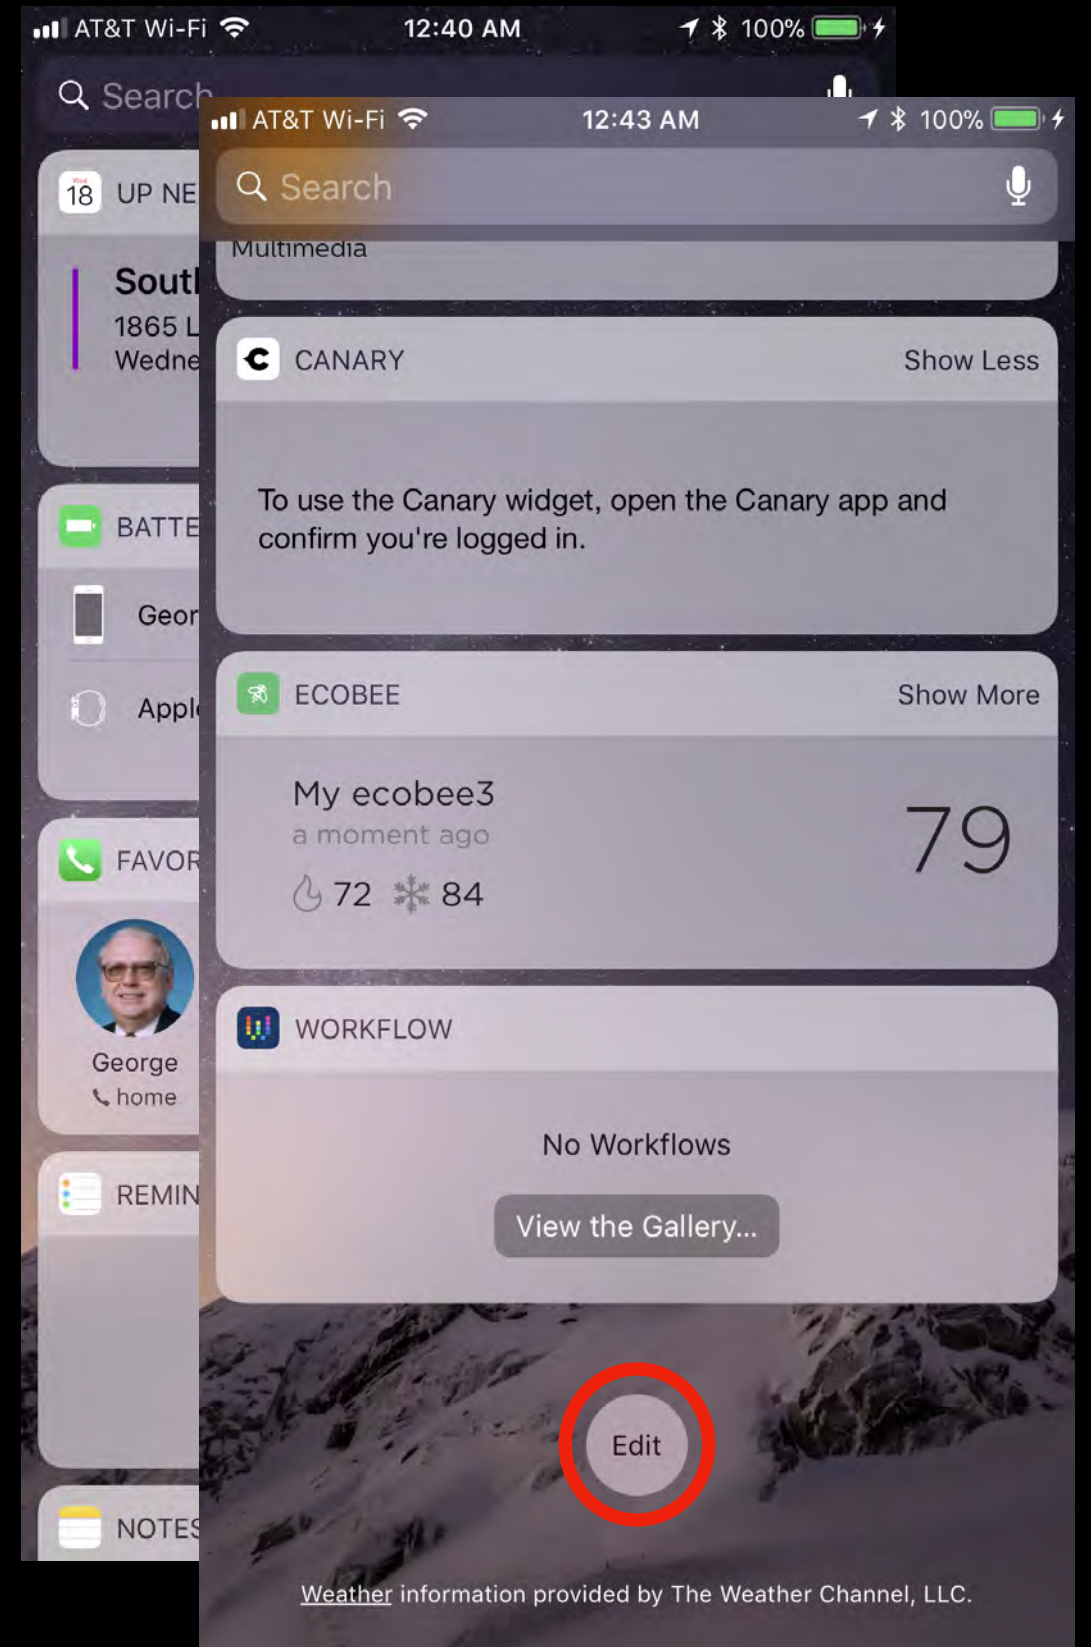 AT&T Wi-Fi 12:40 AM 100%
Search
Wed
18 UP NE
South
1865 L
Wedne
BATTE
Geor
Apple
FAVOR
George
home
REMIN
NOTES
AT&T Wi-Fi 12:43 AM 100%
Search
Multimedia
CANARY Show Less
To use the Canary widget, open the Canary app and
confirm you're logged in.
ECOBEE Show More
My ecobee3
a moment ago
79
72 84
WORKFLOW
No Workflows
View the Gallery...
Edit
Weather information provided by The Weather Channel, LLC.